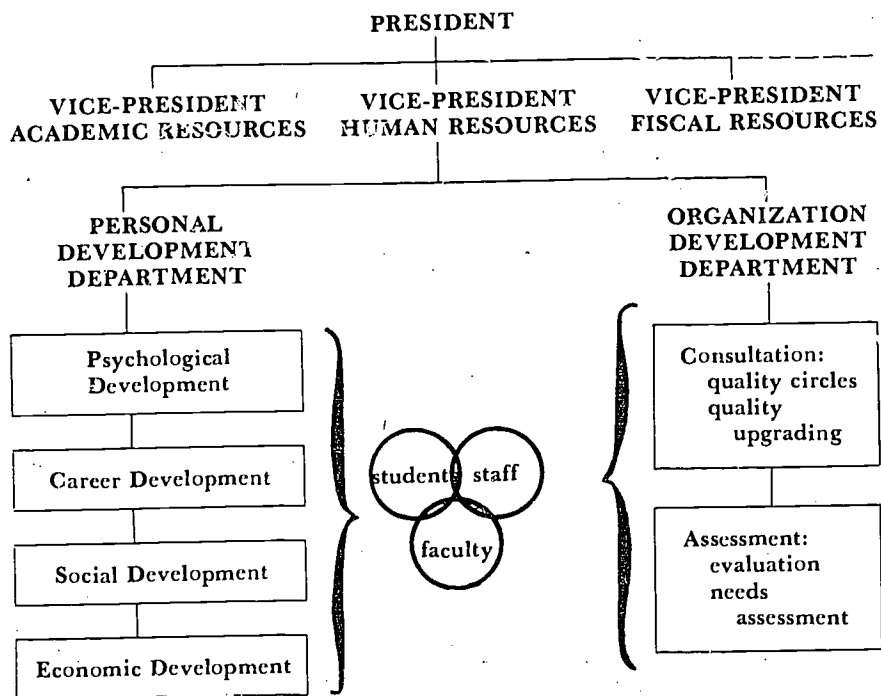 PRESIDENT
VICE-PRESIDENT
ACADEMIC RESOURCES
VICE-PRESIDENT
HUMAN RESOURCES
VICE-PRESIDENT
FISCAL RESOURCES
PERSONAL
DEVELOPMENT
DEPARTMENT
ORGANIZATION
DEVELOPMENT
DEPARTMENT
Psychological
Development
Career Development
Social Development
Economic Development
student
staff
faculty
Consultation:
quality circles
quality
upgrading
Assessment:
evaluation
needs
assessment